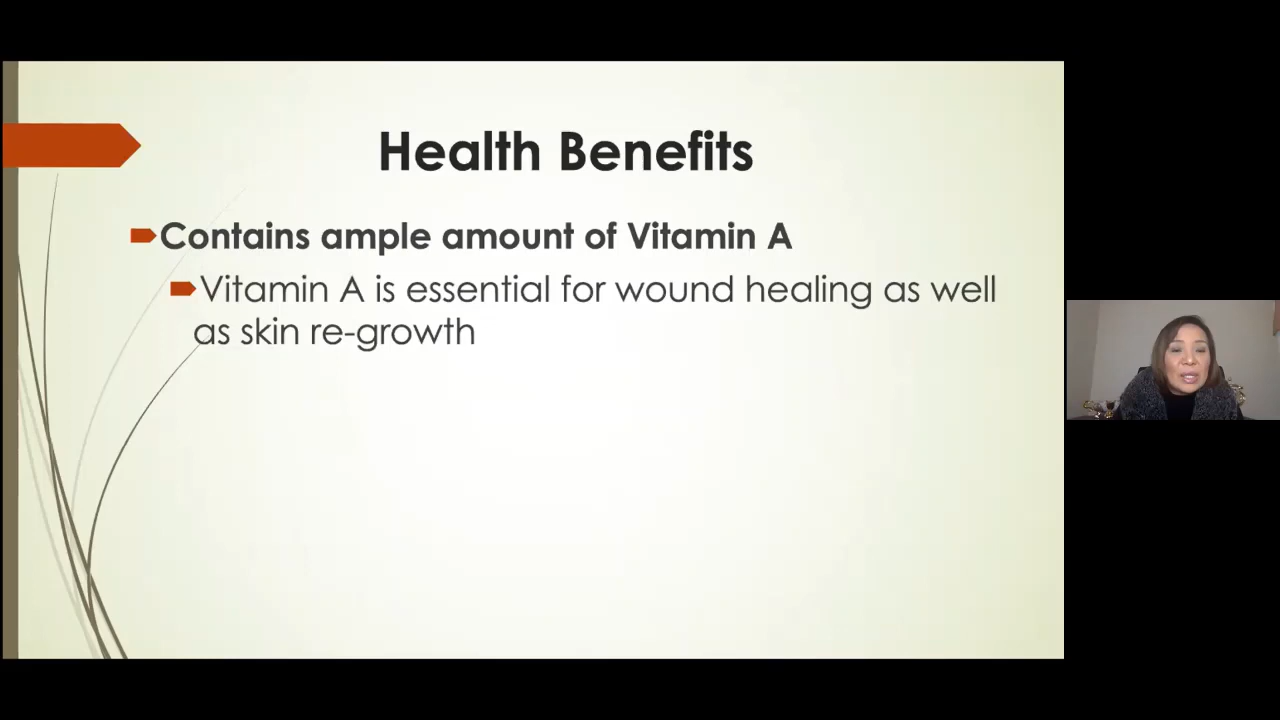 Health Benefits
Contains ample amount of Vitamin A
Vitamin A is essential for wound healing as well
as skin re-growth